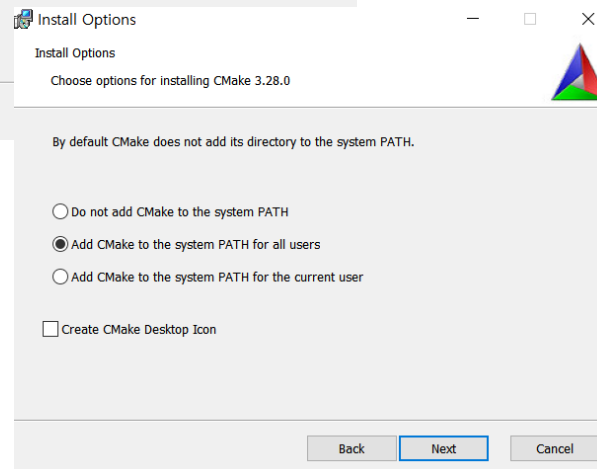 Install Options
Install Options
Choose options for installing CMake 3.28.0
By default CMake does not add its directory to the system PATH.
Do not add CMake to the system PATH
Add CMake to the system PATH for all users
Add CMake to the system PATH for the current user
Create CMake Desktop Icon
Back Next Cancel